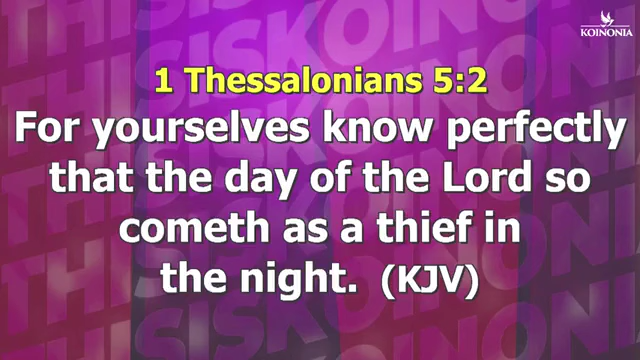 KOINONIA
1 Thessalonians 5:2
For yourselves know perfectly
that the day of the Lord so
cometh as a thief in
the night. (KJV)